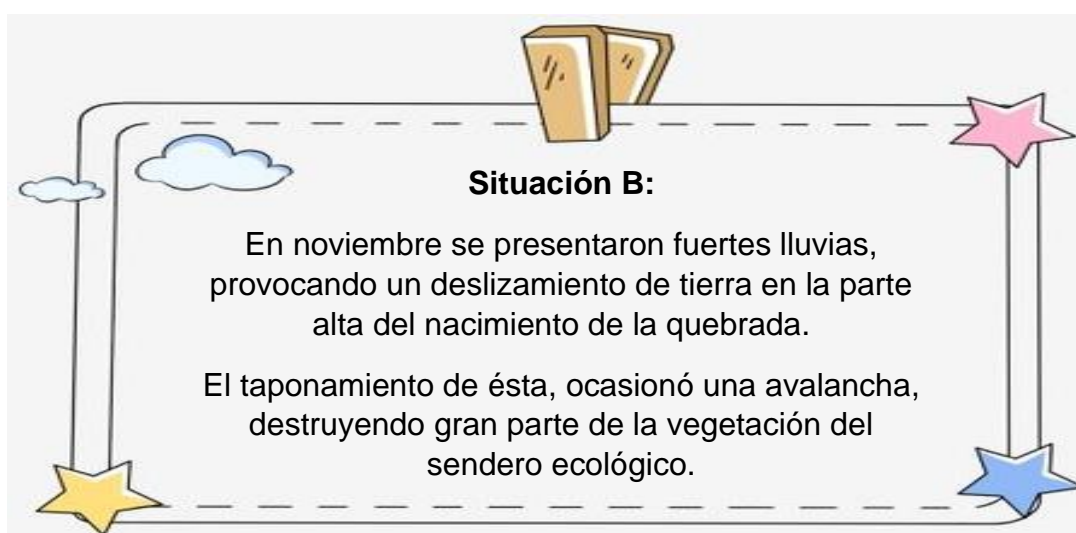 Situación B:
En noviembre se presentaron fuertes lluvias,
provocando un deslizamiento de tierra en la parte
alta del nacimiento de la quebrada.
El taponamiento de ésta, ocasionó una avalancha,
destruyendo gran parte de la vegetación del
sendero ecológico.